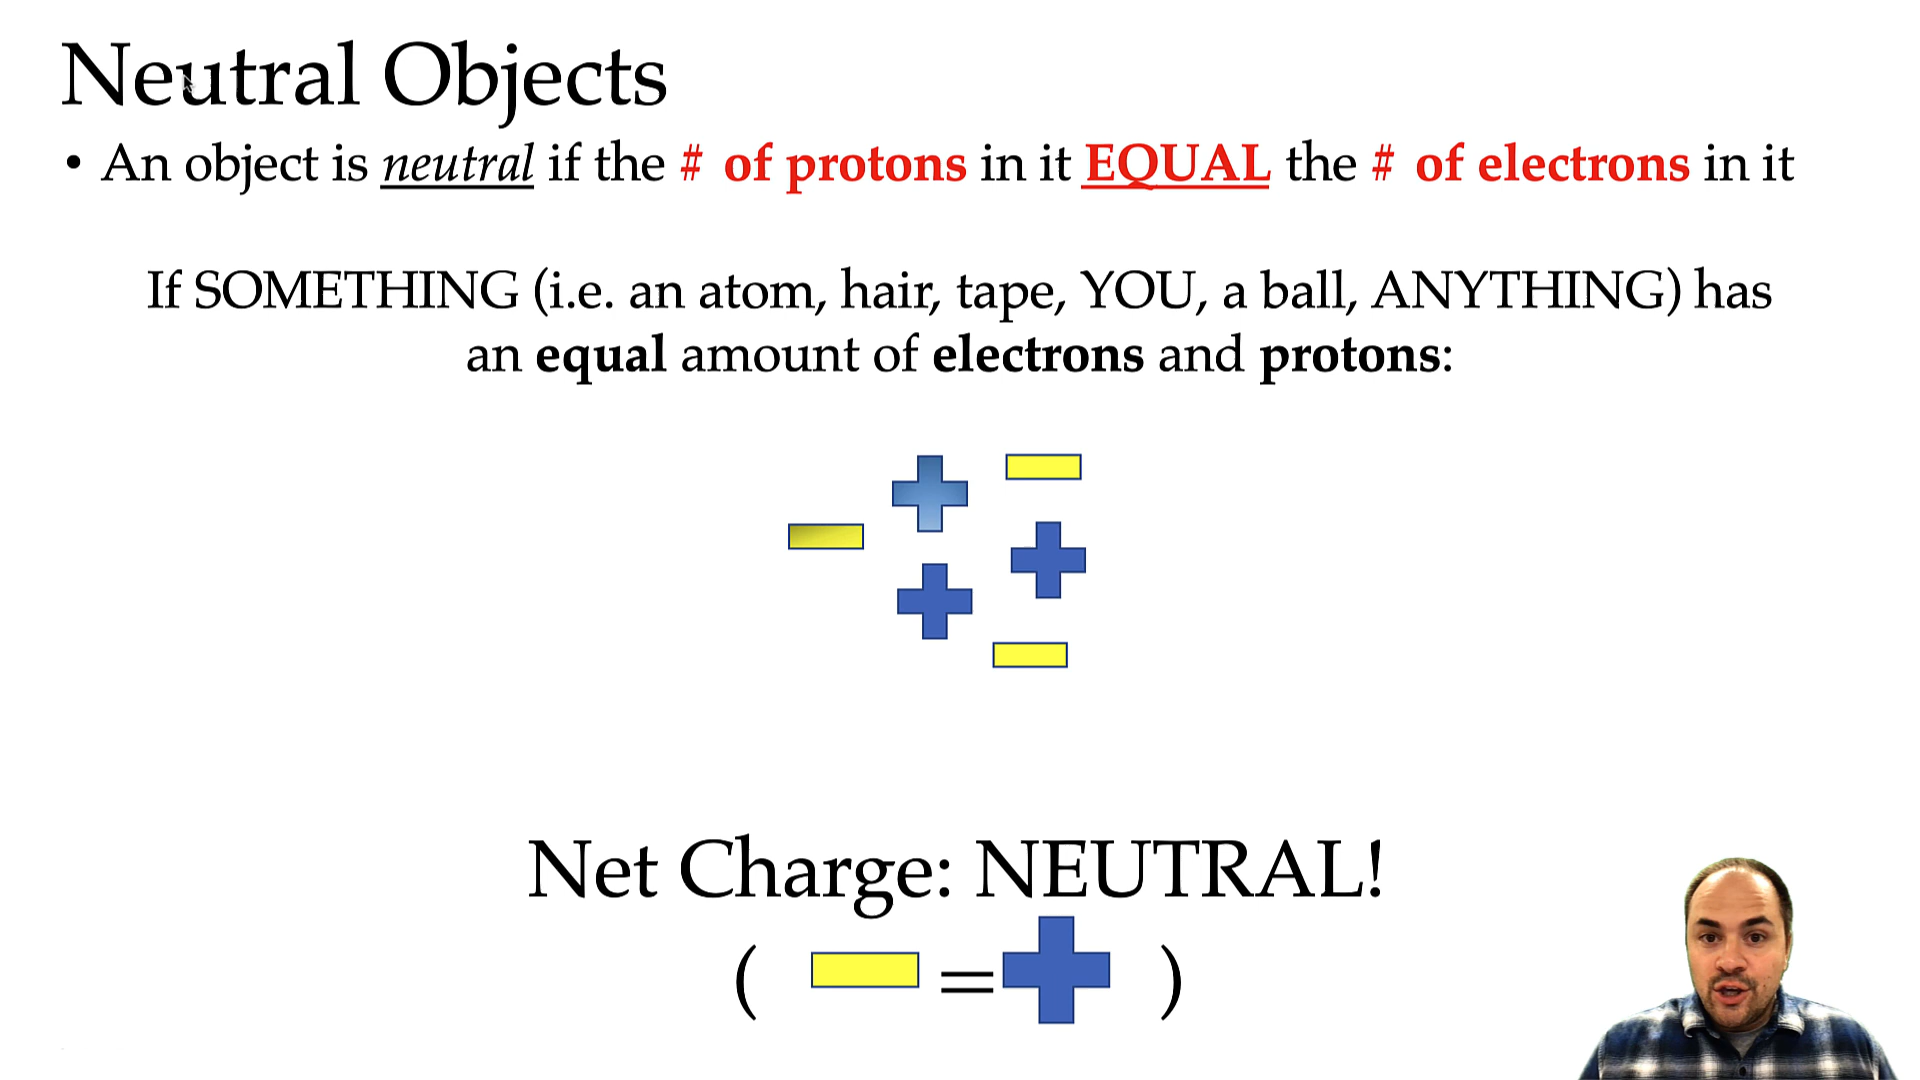 Neutral Objects
• An object is neutral if the # of protons in it EQUAL the # of electrons in it
If SOMETHING (i.e. an atom, hair, tape, YOU, a ball, ANYTHING) has
an equal amount of electrons and protons:
Net Charge: NEUTRAL!
( = )